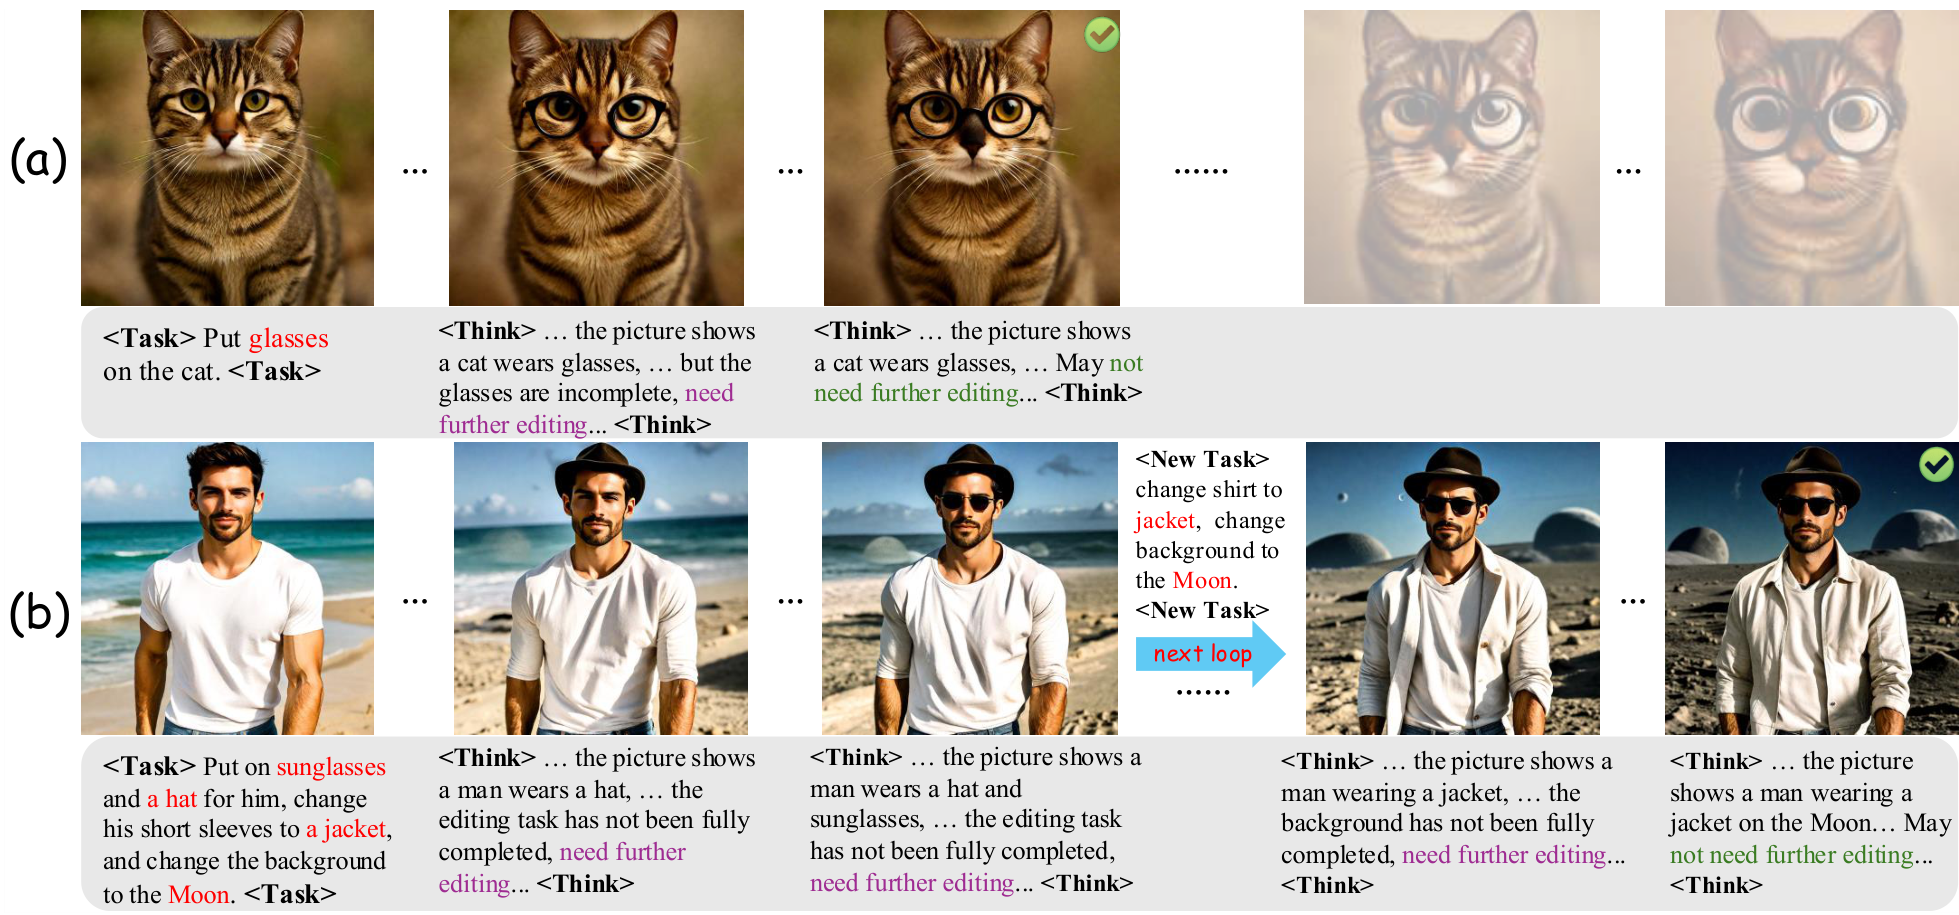 (a)
... ... ...... ...
<Task> Put glasses
on the cat. <Task>
<Think> … the picture shows
a cat wears glasses, … but the
glasses are incomplete, need
further editing... <Think>
<Think> … the picture shows
a cat wears glasses, … May not
need further editing... <Think>
(b)
... ... ...
<New Task>
change shirt to
jacket, change
background to
the Moon.
<New Task>
next loop
......
<Task> Put on sunglasses
and a hat for him, change
his short sleeves to a jacket,
and change the background
to the Moon. <Task>
<Think> … the picture shows
a man wears a hat, … the
editing task has not been fully
completed, need further
editing... <Think>
<Think> … the picture shows a
man wears a hat and
sunglasses, … the editing task
has not been fully completed,
need further editing... <Think>
<Think> … the picture shows a
man wearing a jacket, … the
background has not been fully
completed, need further editing...
<Think>
<Think> … the picture
shows a man wearing a
jacket on the Moon… May
not need further editing...
<Think>